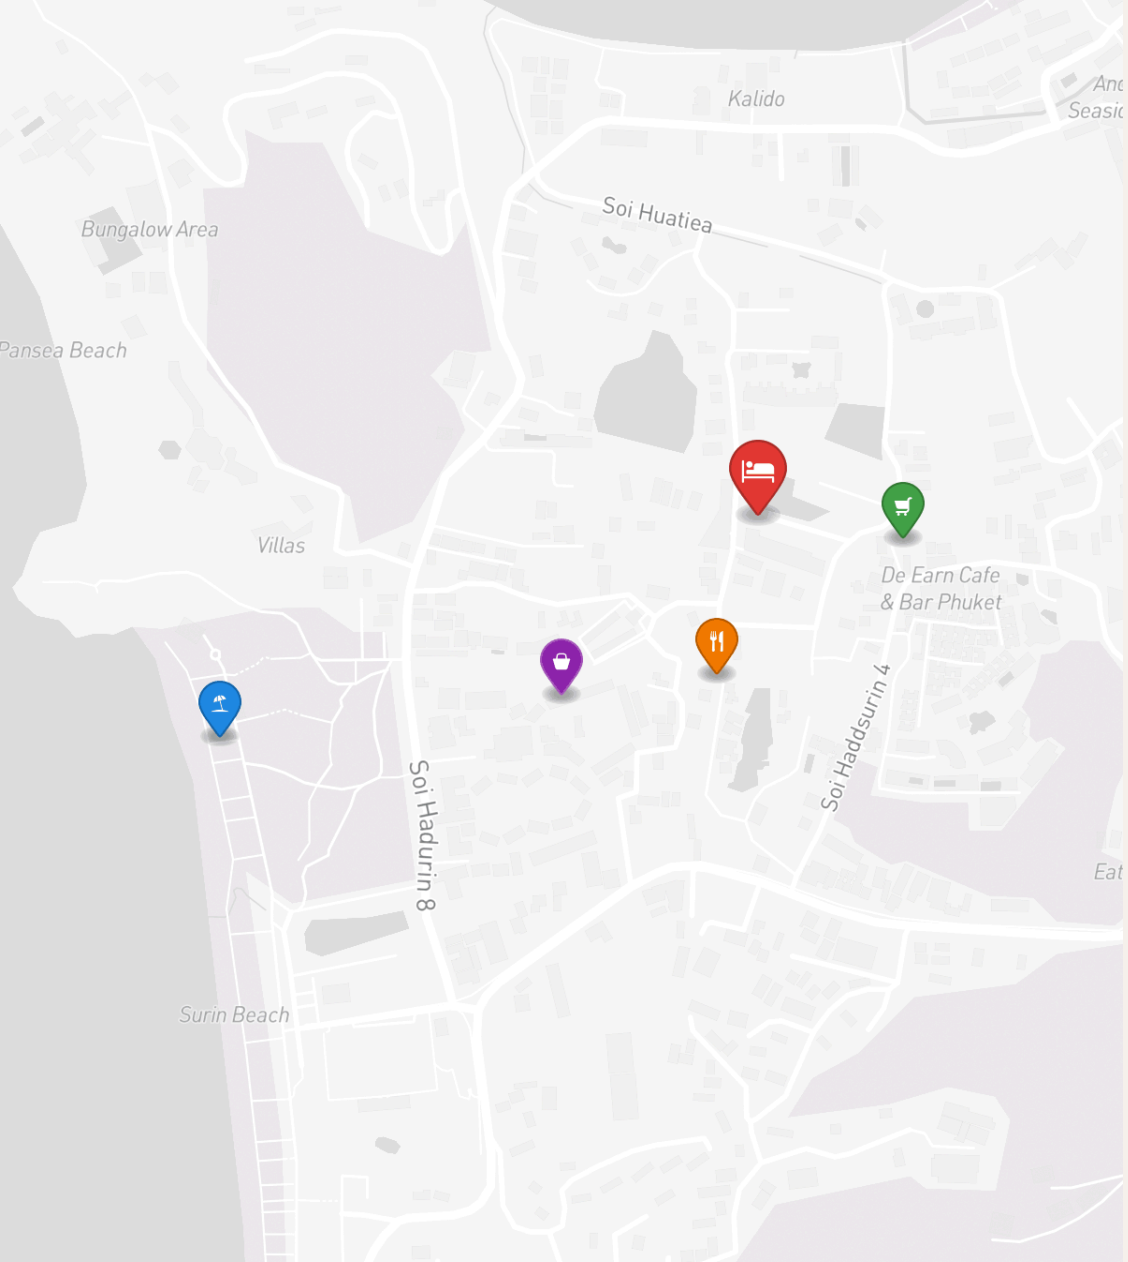 Kalido
And
Seasid
Soi Huatiea
Bungalow Area
Pansea Beach
Villas
De Earn Cafe
& Bar Phuket
Soi Haddsurin 4
Soi Hadurin 8
Eat
Surin Beach